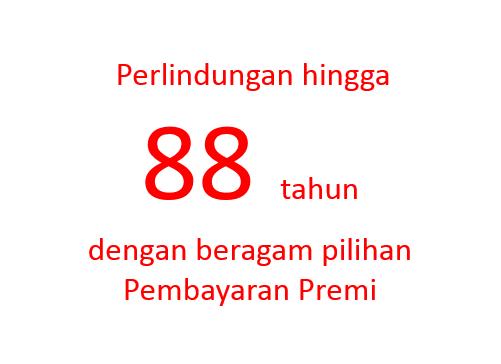 Perlindungan hingga
88 tahun
dengan beragam pilihan
Pembayaran Premi